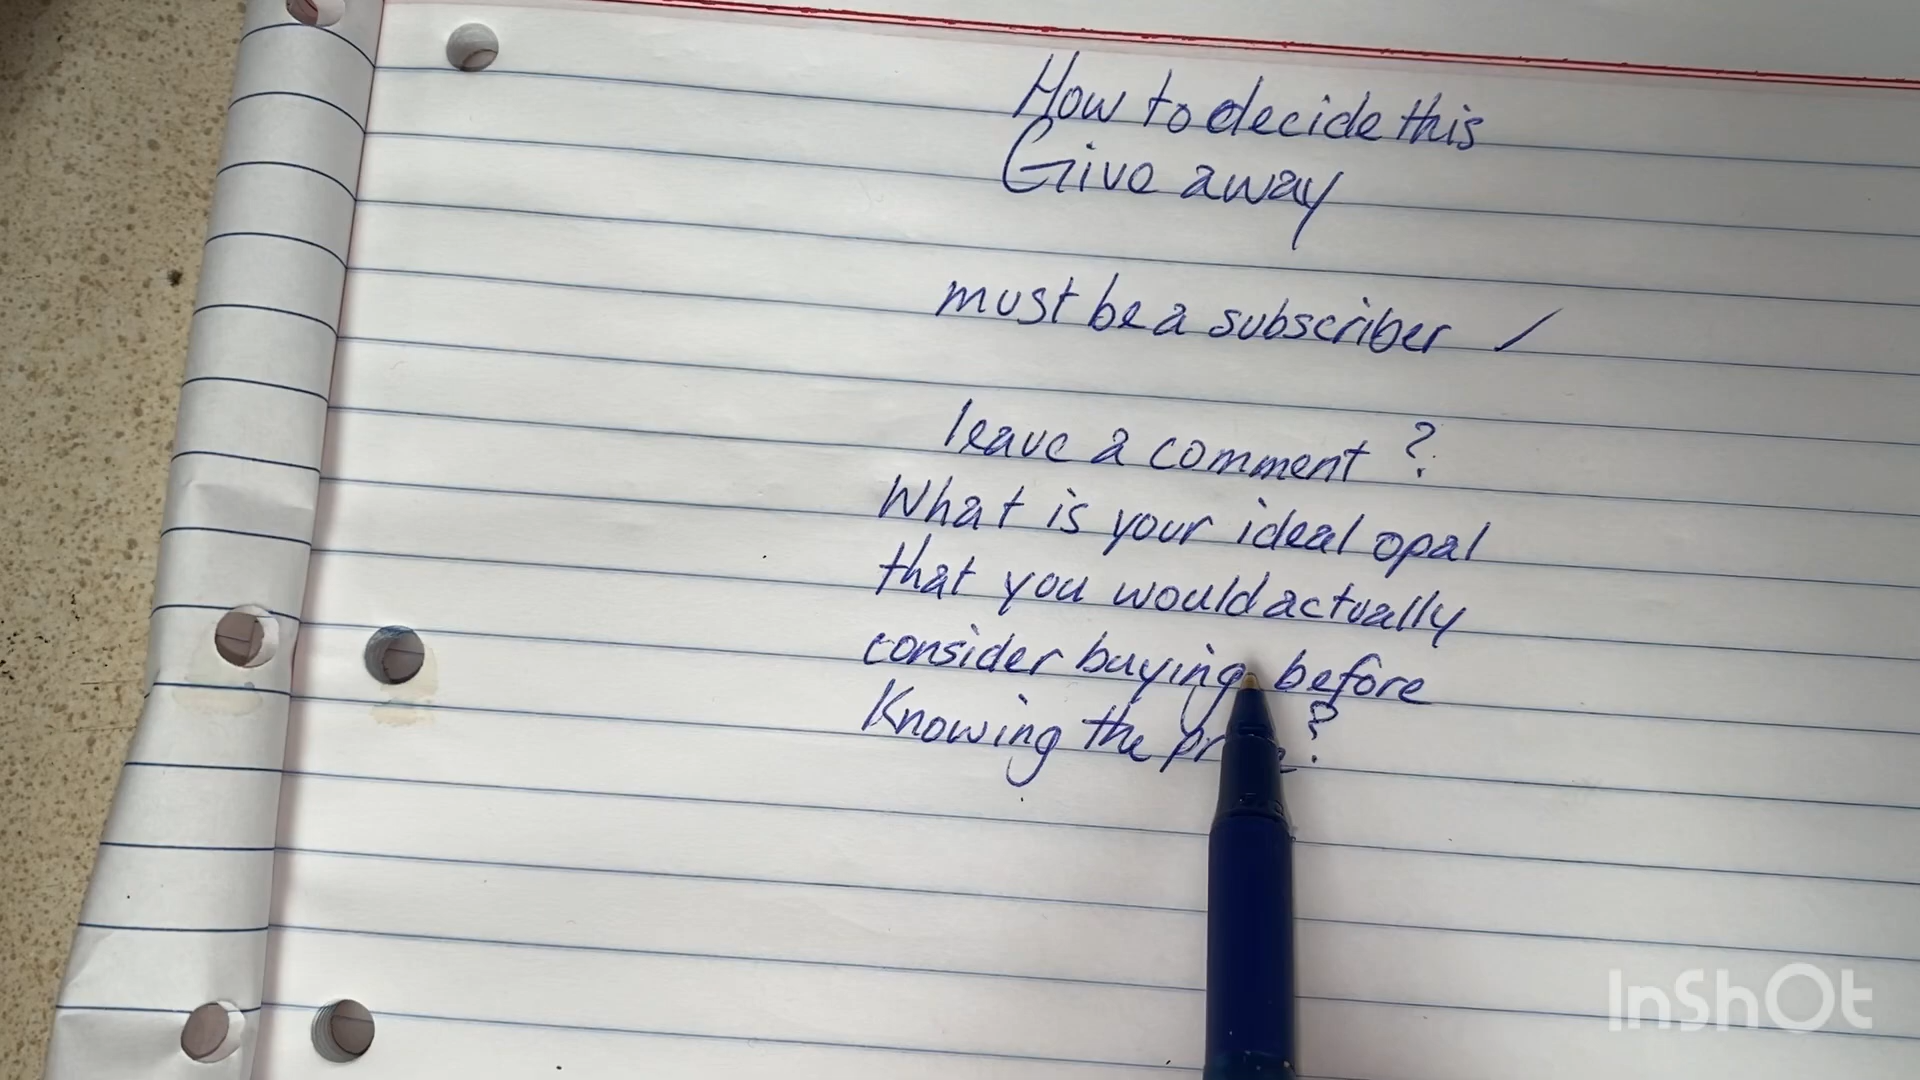 How to decide this
Give away
must be a subscriber ✓
leave a comment ?
What is your ideal opal
that you would actually
consider buying before
Knowing the ?
InShOt